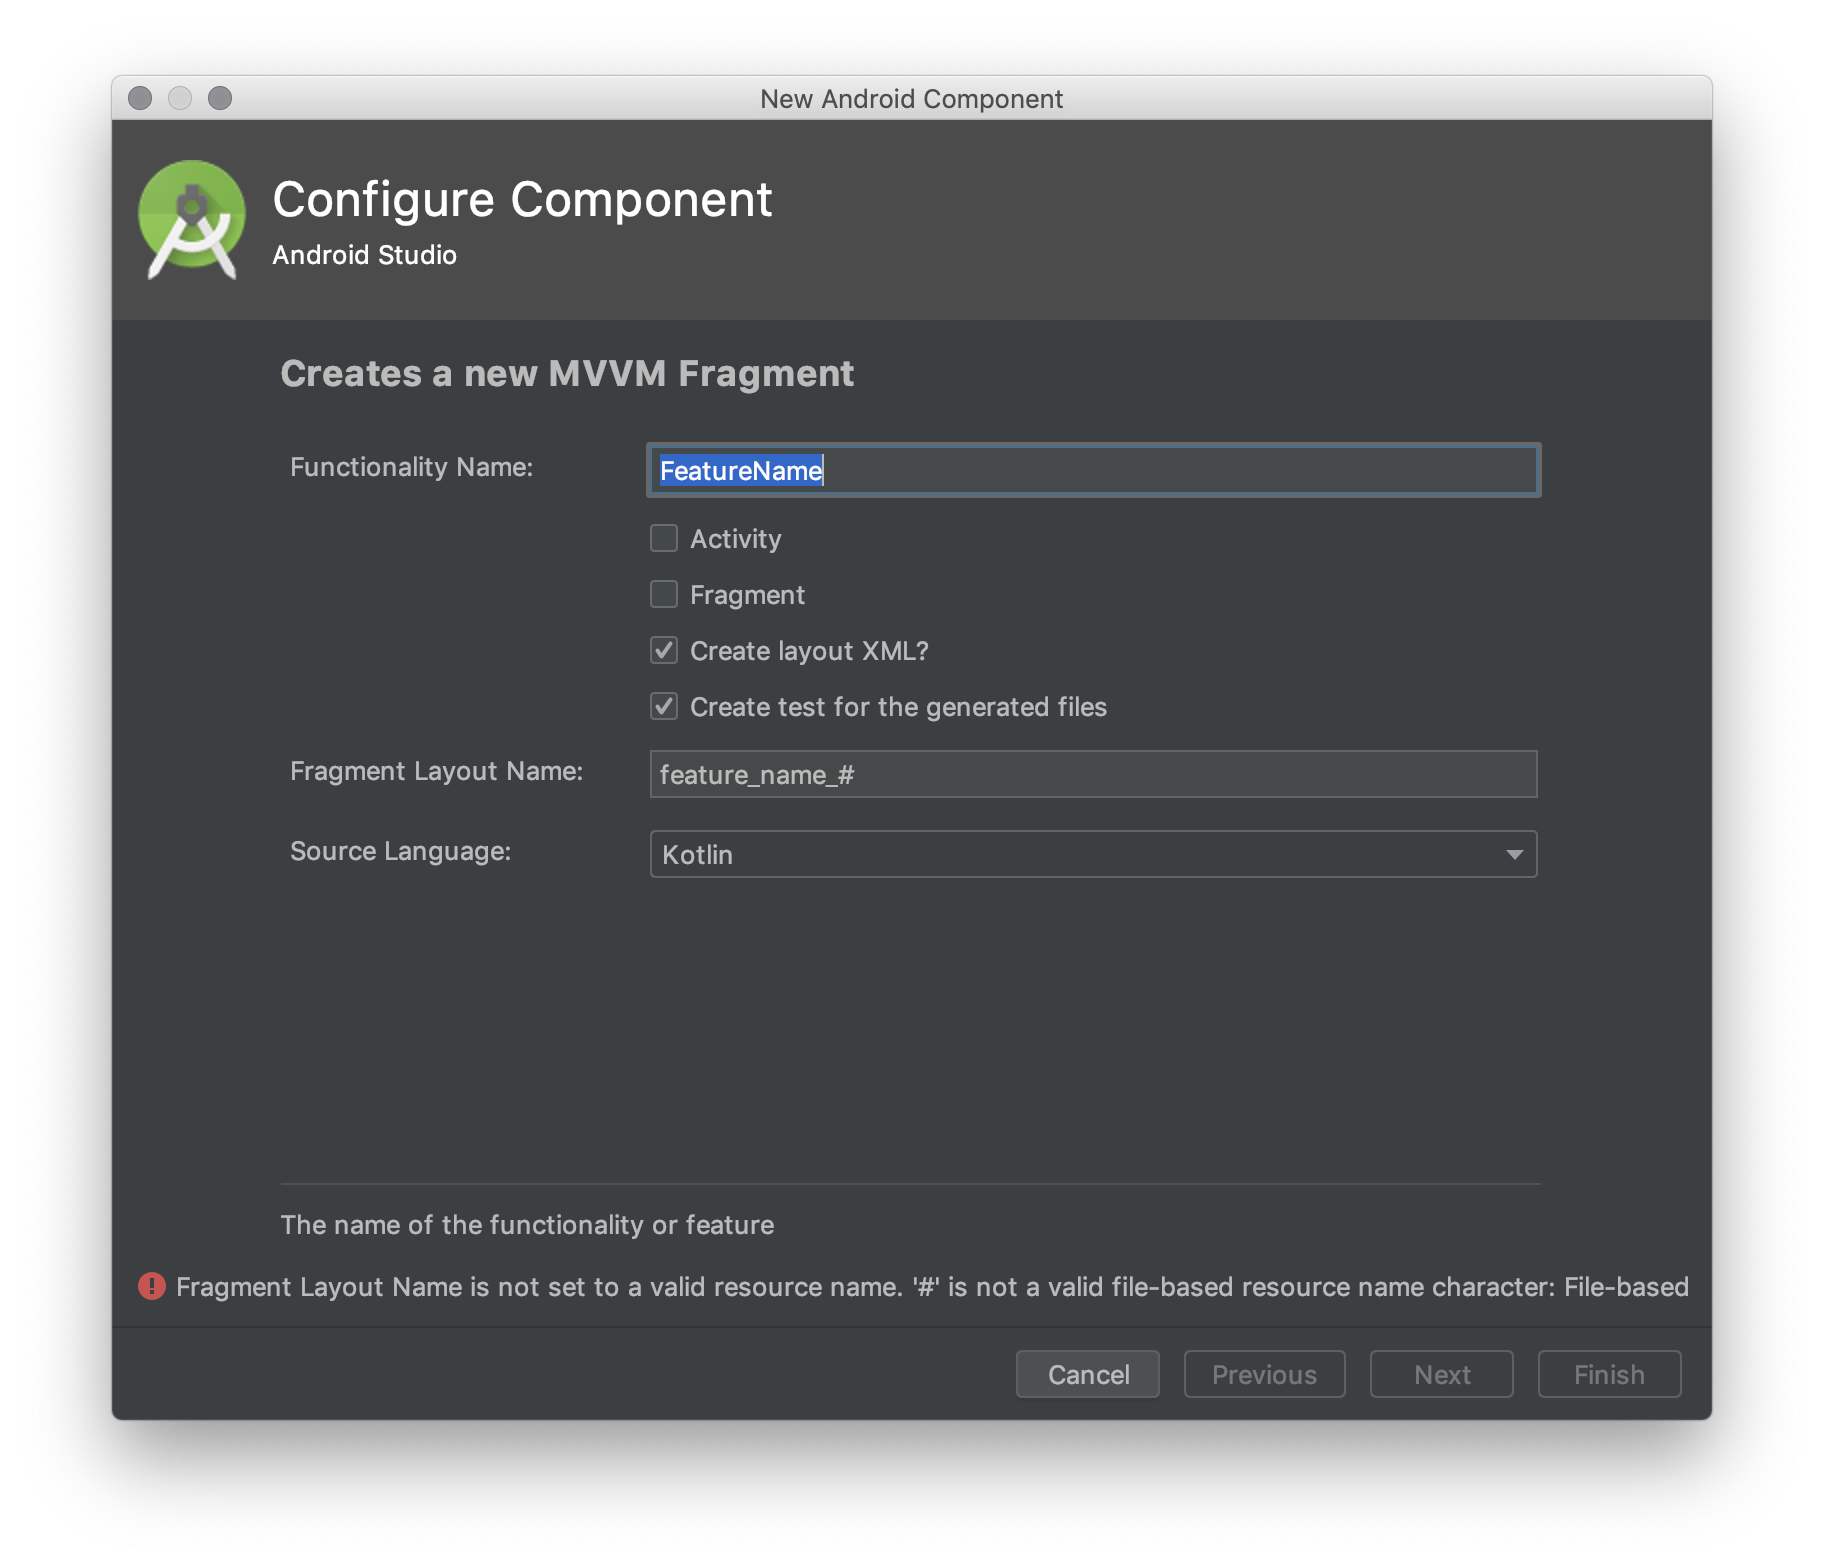 New Android Component
Configure Component
Android Studio
Creates a new MVVM Fragment
Functionality Name:
FeatureName
Activity
Fragment
Create layout XML?
Create test for the generated files
Fragment Layout Name:
feature_name_#
Source Language:
Kotlin
The name of the functionality or feature
Fragment Layout Name is not set to a valid resource name. '#' is not a valid file-based resource name character: File-based
Cancel
Previous
Next
Finish